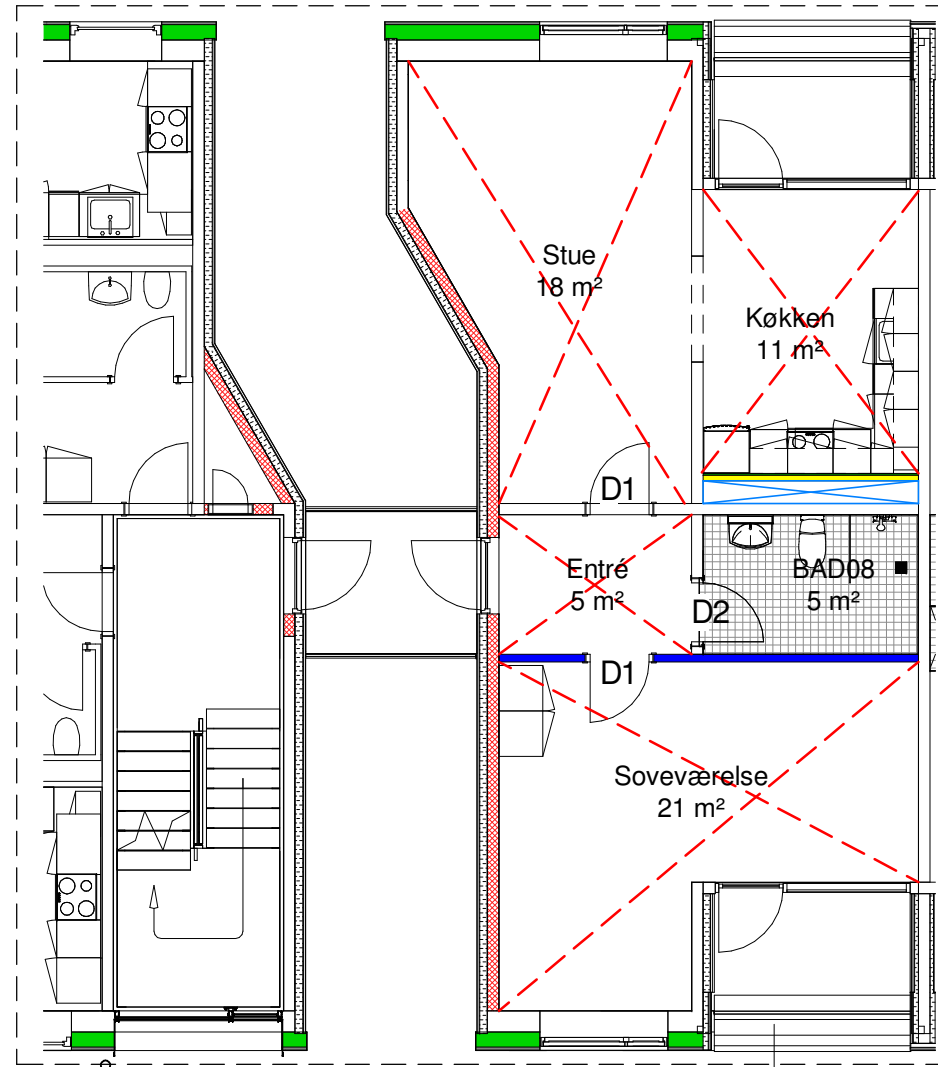 Stue
18 m²
Køkken
11 m²
D1
Entré
5 m²
BAD08
5 m²
D2
D1
Soveværelse
21 m²